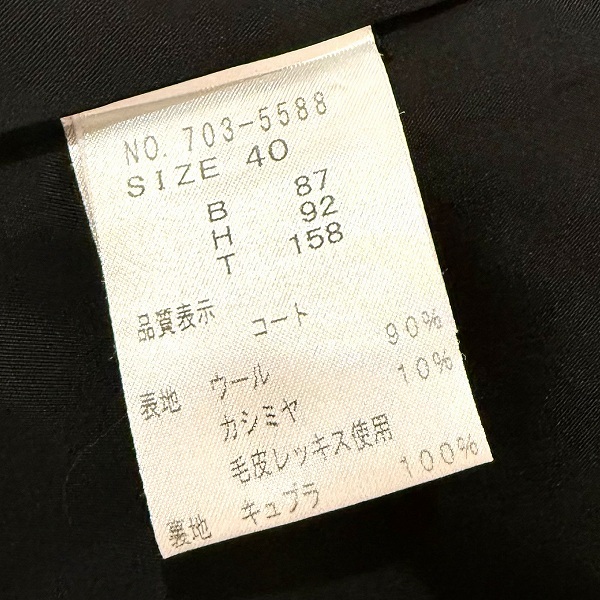 NO. 703-5588
SIZE 40
B 87
H 92
T 158
品質表示 コート
表地 ウール 90%
カシミヤ 10%
毛皮レッキス使用
裏地 キュプラ 100%